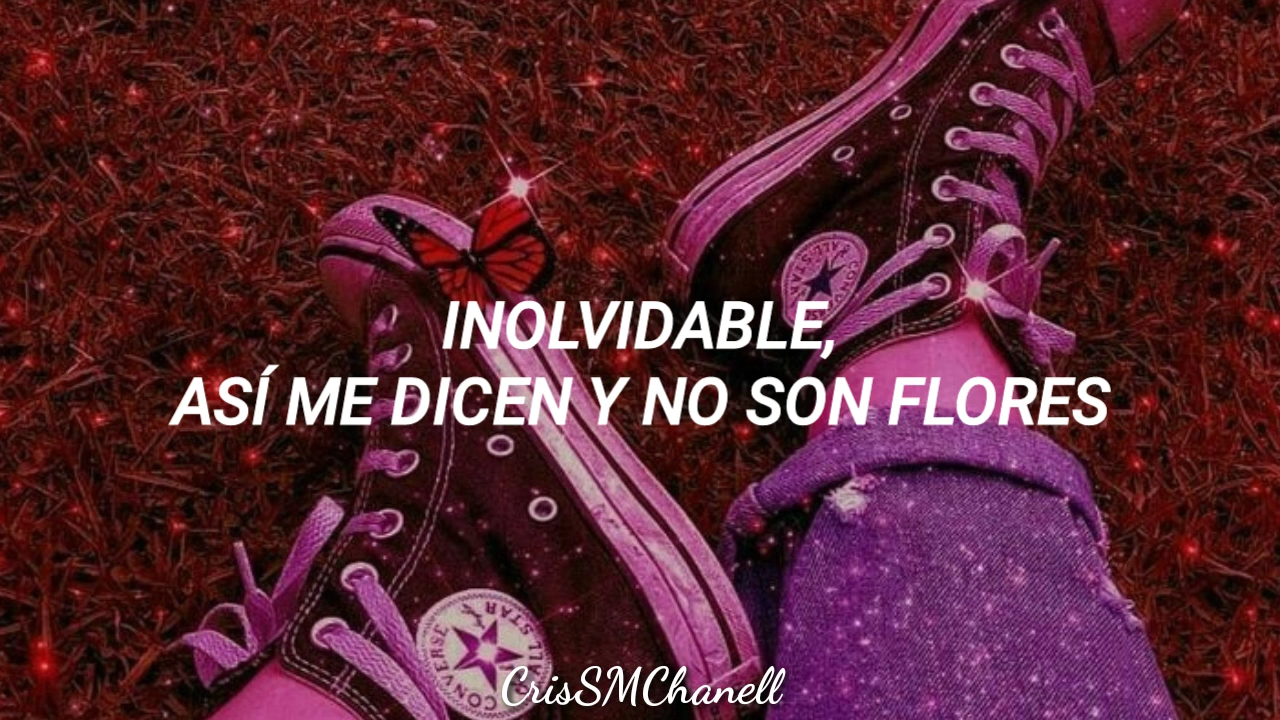 ALL STAR
CONVERSE
INOLVIDABLE,
ASÍ ME DICEN Y NO SON FLORES
CONVERSE
ALL STAR
CrisSMChanell